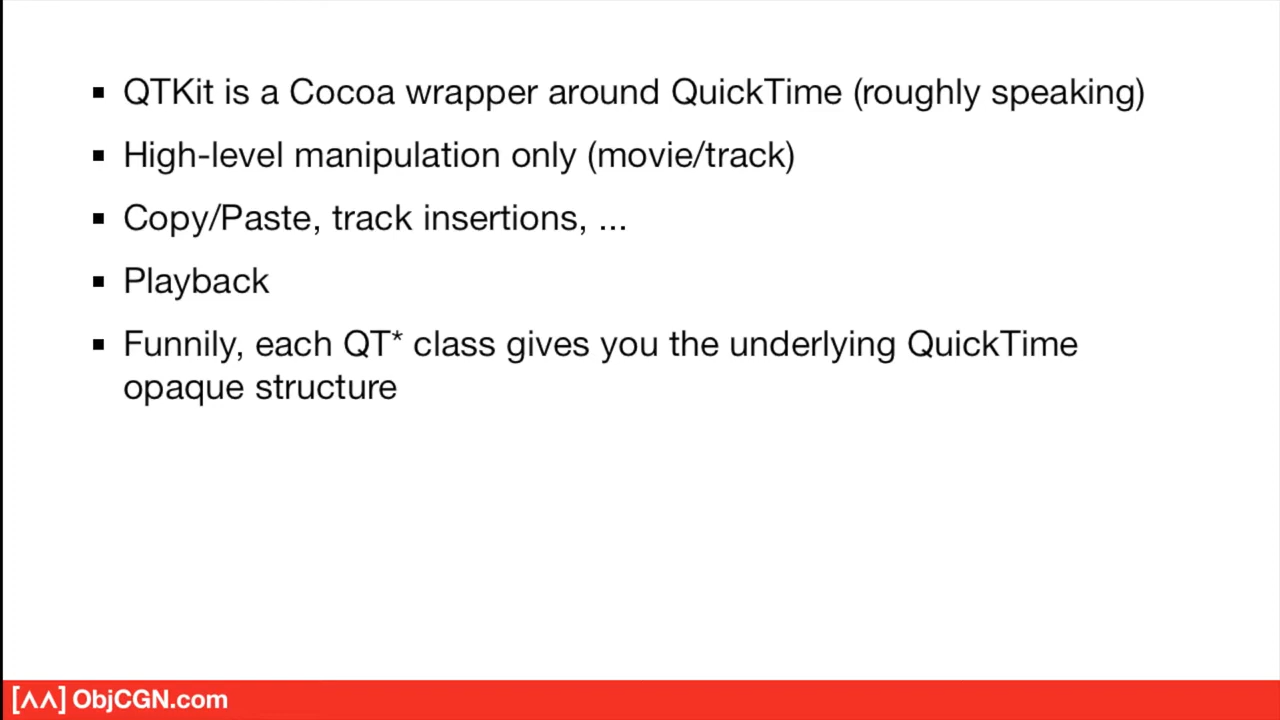 ▪ QTKit is a Cocoa wrapper around QuickTime (roughly speaking)
▪ High-level manipulation only (movie/track)
▪ Copy/Paste, track insertions, ...
▪ Playback
▪ Funnily, each QT* class gives you the underlying QuickTime
opaque structure
[ʌʌ] ObjCGN.com